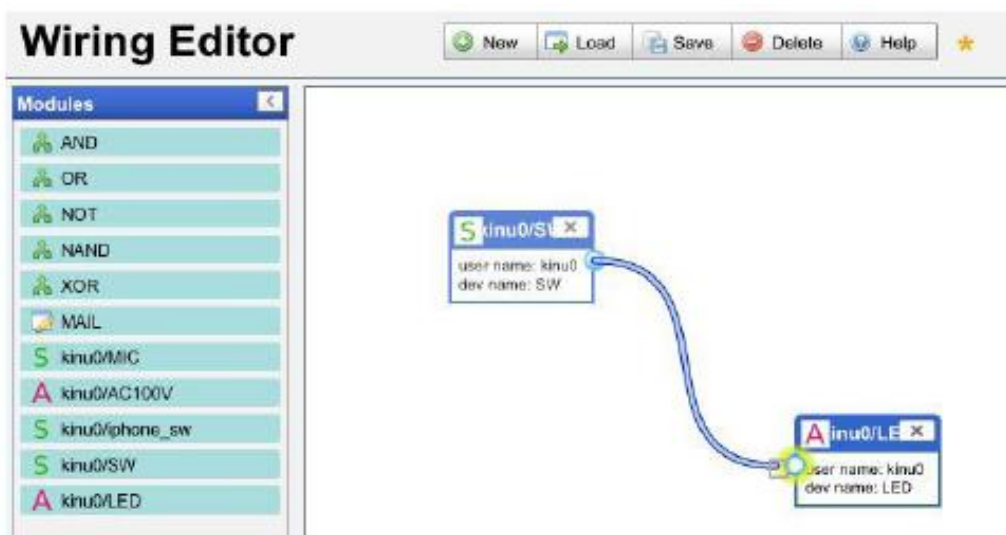 Wiring Editor
New Load Save Delete Help
Modules
AND
OR
NOT
NAND
XOR
MAIL
S kinu0/MIC
A kinu0/AC100V
S kinu0/iphone_sw
S kinu0/SW
A kinu0/LED
S kinu0/SW
user name: kinu0
dev name: SW
A inu0/LE
user name: kinu0
dev name: LED